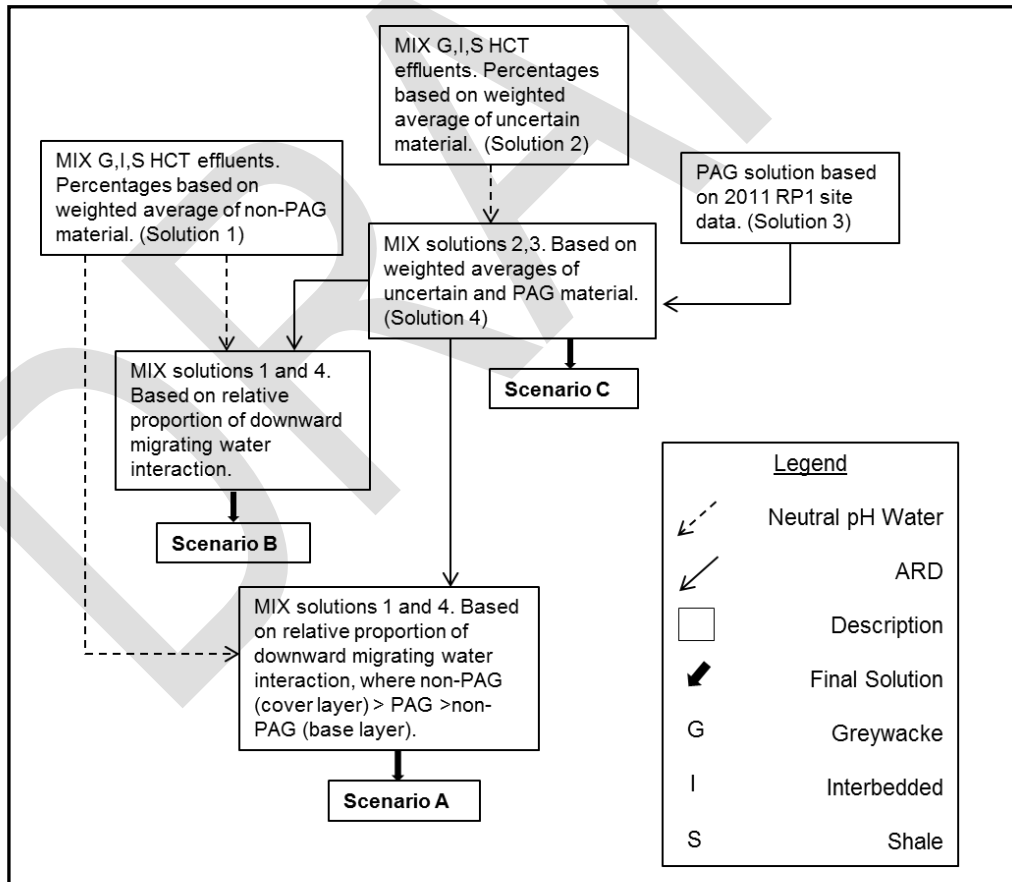 MIX G,I,S HCT
effluents. Percentages
based on weighted
average of uncertain
material. (Solution 2)
MIX G,I,S HCT effluents.
Percentages based on
weighted average of non-PAG
material. (Solution 1)
PAG solution based
on 2011 RP1 site
data. (Solution 3)
MIX solutions 2,3. Based on
weighted averages of
uncertain and PAG material.
(Solution 4)
MIX solutions 1 and 4.
Based on relative
proportion of downward
migrating water
interaction.
Scenario C
Scenario B
MIX solutions 1 and 4. Based
on relative proportion of
downward migrating water
interaction, where non-PAG
(cover layer) > PAG >non-
PAG (base layer).
Scenario A
Legend
Neutral pH Water
ARD
Description
Final Solution
G Greywacke
I Interbedded
S Shale
DRAF